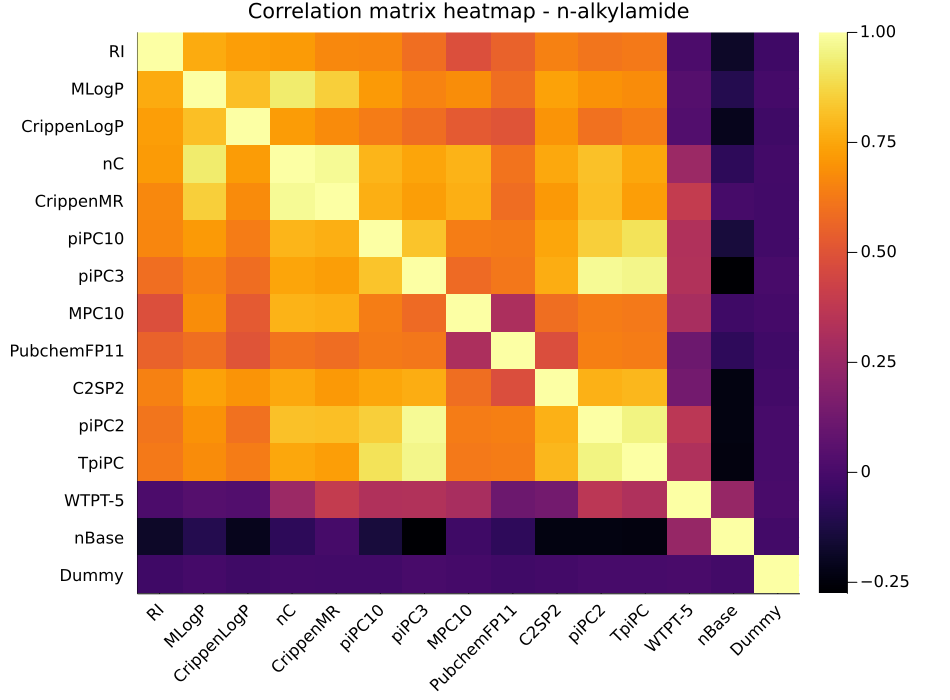 Correlation matrix heatmap - n-alkylamide
RI
MLogP
CrippenLogP
nC
CrippenMR
piPC10
piPC3
MPC10
PubchemFP11
C2SP2
piPC2
TpiPC
WTPT-5
nBase
Dummy
RI
MLogP
CrippenLogP
nC
CrippenMR
piPC10
piPC3
MPC10
PubchemFP11
C2SP2
piPC2
TpiPC
WTPT-5
nBase
Dummy
1.00
0.75
0.50
0.25
0
−0.25